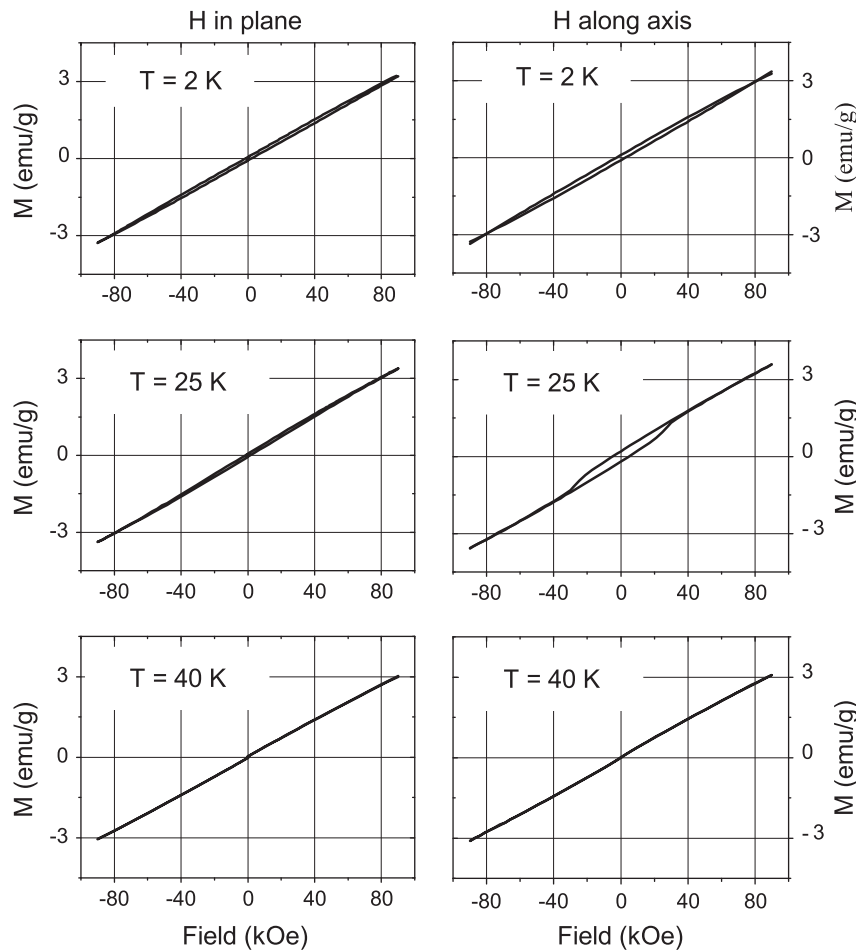 H in plane
H along axis
T = 2 K
T = 2 K
M (emu/g)
3
0
-3
-80 -40 0 40 80
-80 -40 0 40 80
3
0
-3
M (emu/g)
T = 25 K
T = 25 K
M (emu/g)
3
0
-3
-80 -40 0 40 80
-80 -40 0 40 80
3
0
- 3
M (emu/g)
T = 40 K
T = 40 K
M (emu/g)
3
0
-3
-80 -40 0 40 80
-80 -40 0 40 80
3
0
- 3
M (emu/g)
Field (kOe)
Field (kOe)